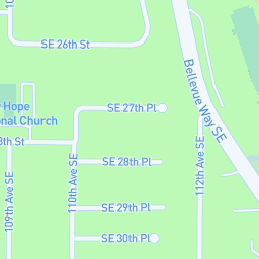 SE 26th St
Bellevue Way SE
SE 27th Pl
Hope
onal Church
8th St
SE 28th Pl
112th Ave SE
110th Ave SE
109th Ave SE
SE 29th Pl
SE 30th Pl